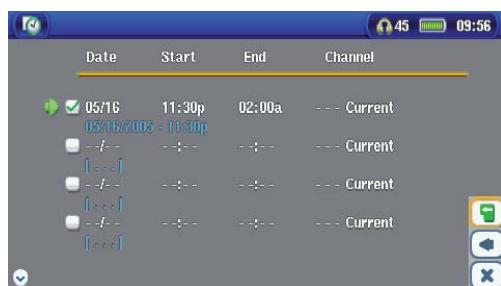 45 09:56
Date Start End Channel
05/16 11:30p 02:00a --- Current
05/16/2005 - 11:30p
--/-- --:-- --:-- --- Current
[...]
--/-- --:-- --:-- --- Current
[...]
--/-- --:-- --:-- --- Current
[...]